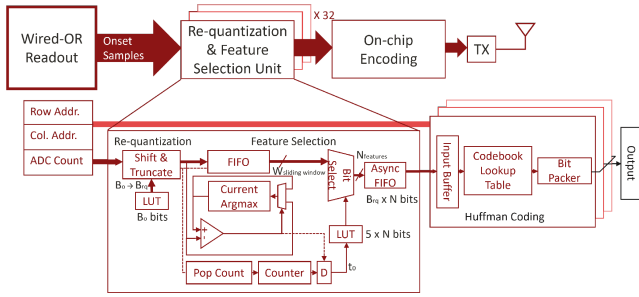 Wired-OR
Readout
Onset
Samples
X 32
Re-quantization
& Feature
Selection Unit
On-chip
Encoding
TX
Row Addr.
Col. Addr.
ADC Count
Re-quantization
Shift &
Truncate
B₀ → Brq
LUT
B₀ bits
Feature Selection
FIFO
Wsliding window
Current
Argmax
+
-
Pop Count
Counter
D
t₀
Bit
Select
Nfeatures
Async
FIFO
Brq x N bits
LUT
5 x N bits
Input Buffer
Codebook
Lookup
Table
Bit
Packer
Huffman Coding
Output